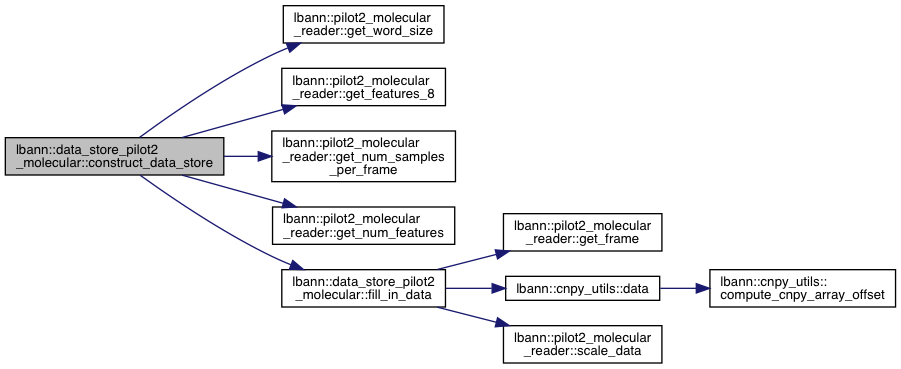 lbann::pilot2_molecular
_reader::get_word_size
lbann::pilot2_molecular
_reader::get_features_8
lbann::data_store_pilot2
_molecular::construct_data_store
lbann::pilot2_molecular
_reader::get_num_samples
_per_frame
lbann::pilot2_molecular
_reader::get_num_features
lbann::pilot2_molecular
_reader::get_frame
lbann::data_store_pilot2
_molecular::fill_in_data
lbann::cnpy_utils::data
lbann::cnpy_utils::
compute_cnpy_array_offset
lbann::pilot2_molecular
_reader::scale_data